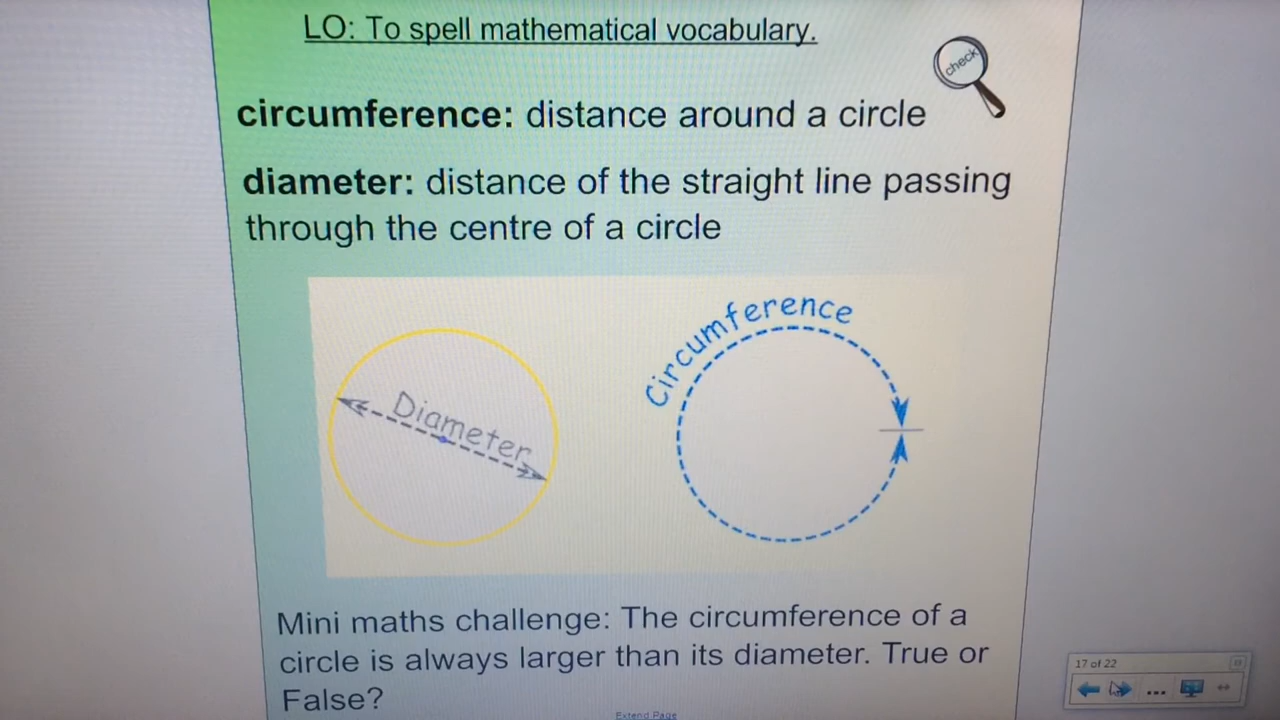 LO: To spell mathematical vocabulary.
check
circumference: distance around a circle
diameter: distance of the straight line passing
through the centre of a circle
Diameter
Circumference
Mini maths challenge: The circumference of a
circle is always larger than its diameter. True or
False?
17 of 22
Extend Page